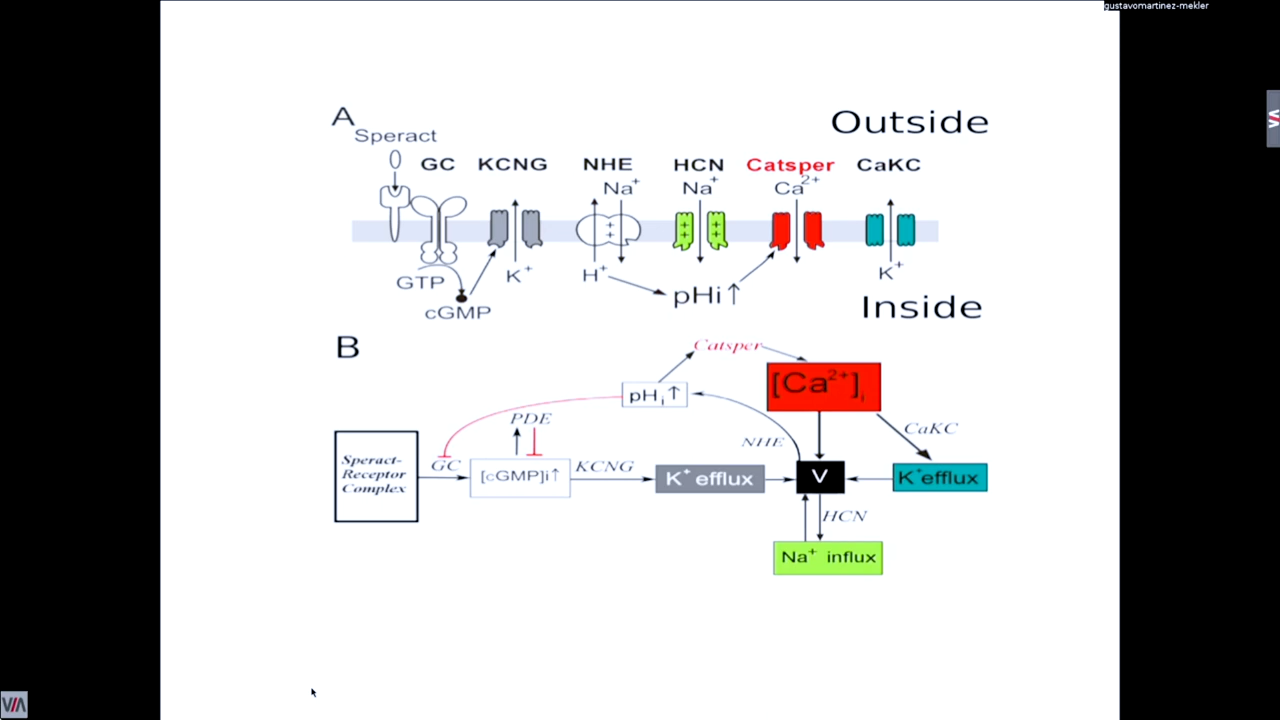 gustavomartinez-mekler
A
Outside
Speract
GC KCNG NHE HCN Catsper CaKC
Na⁺ Na⁺ Ca²⁺
GTP K⁺ H⁺ K⁺
pHi↑
cGMP
Inside
B
Catsper
[Ca²⁺]i
pHi↑
PDE
CaKC
NHE
Speract-
Receptor
Complex
GC
[cGMP]i↑
KCNG
K⁺ efflux
V
K⁺efflux
HCN
Na⁺ influx
VIA